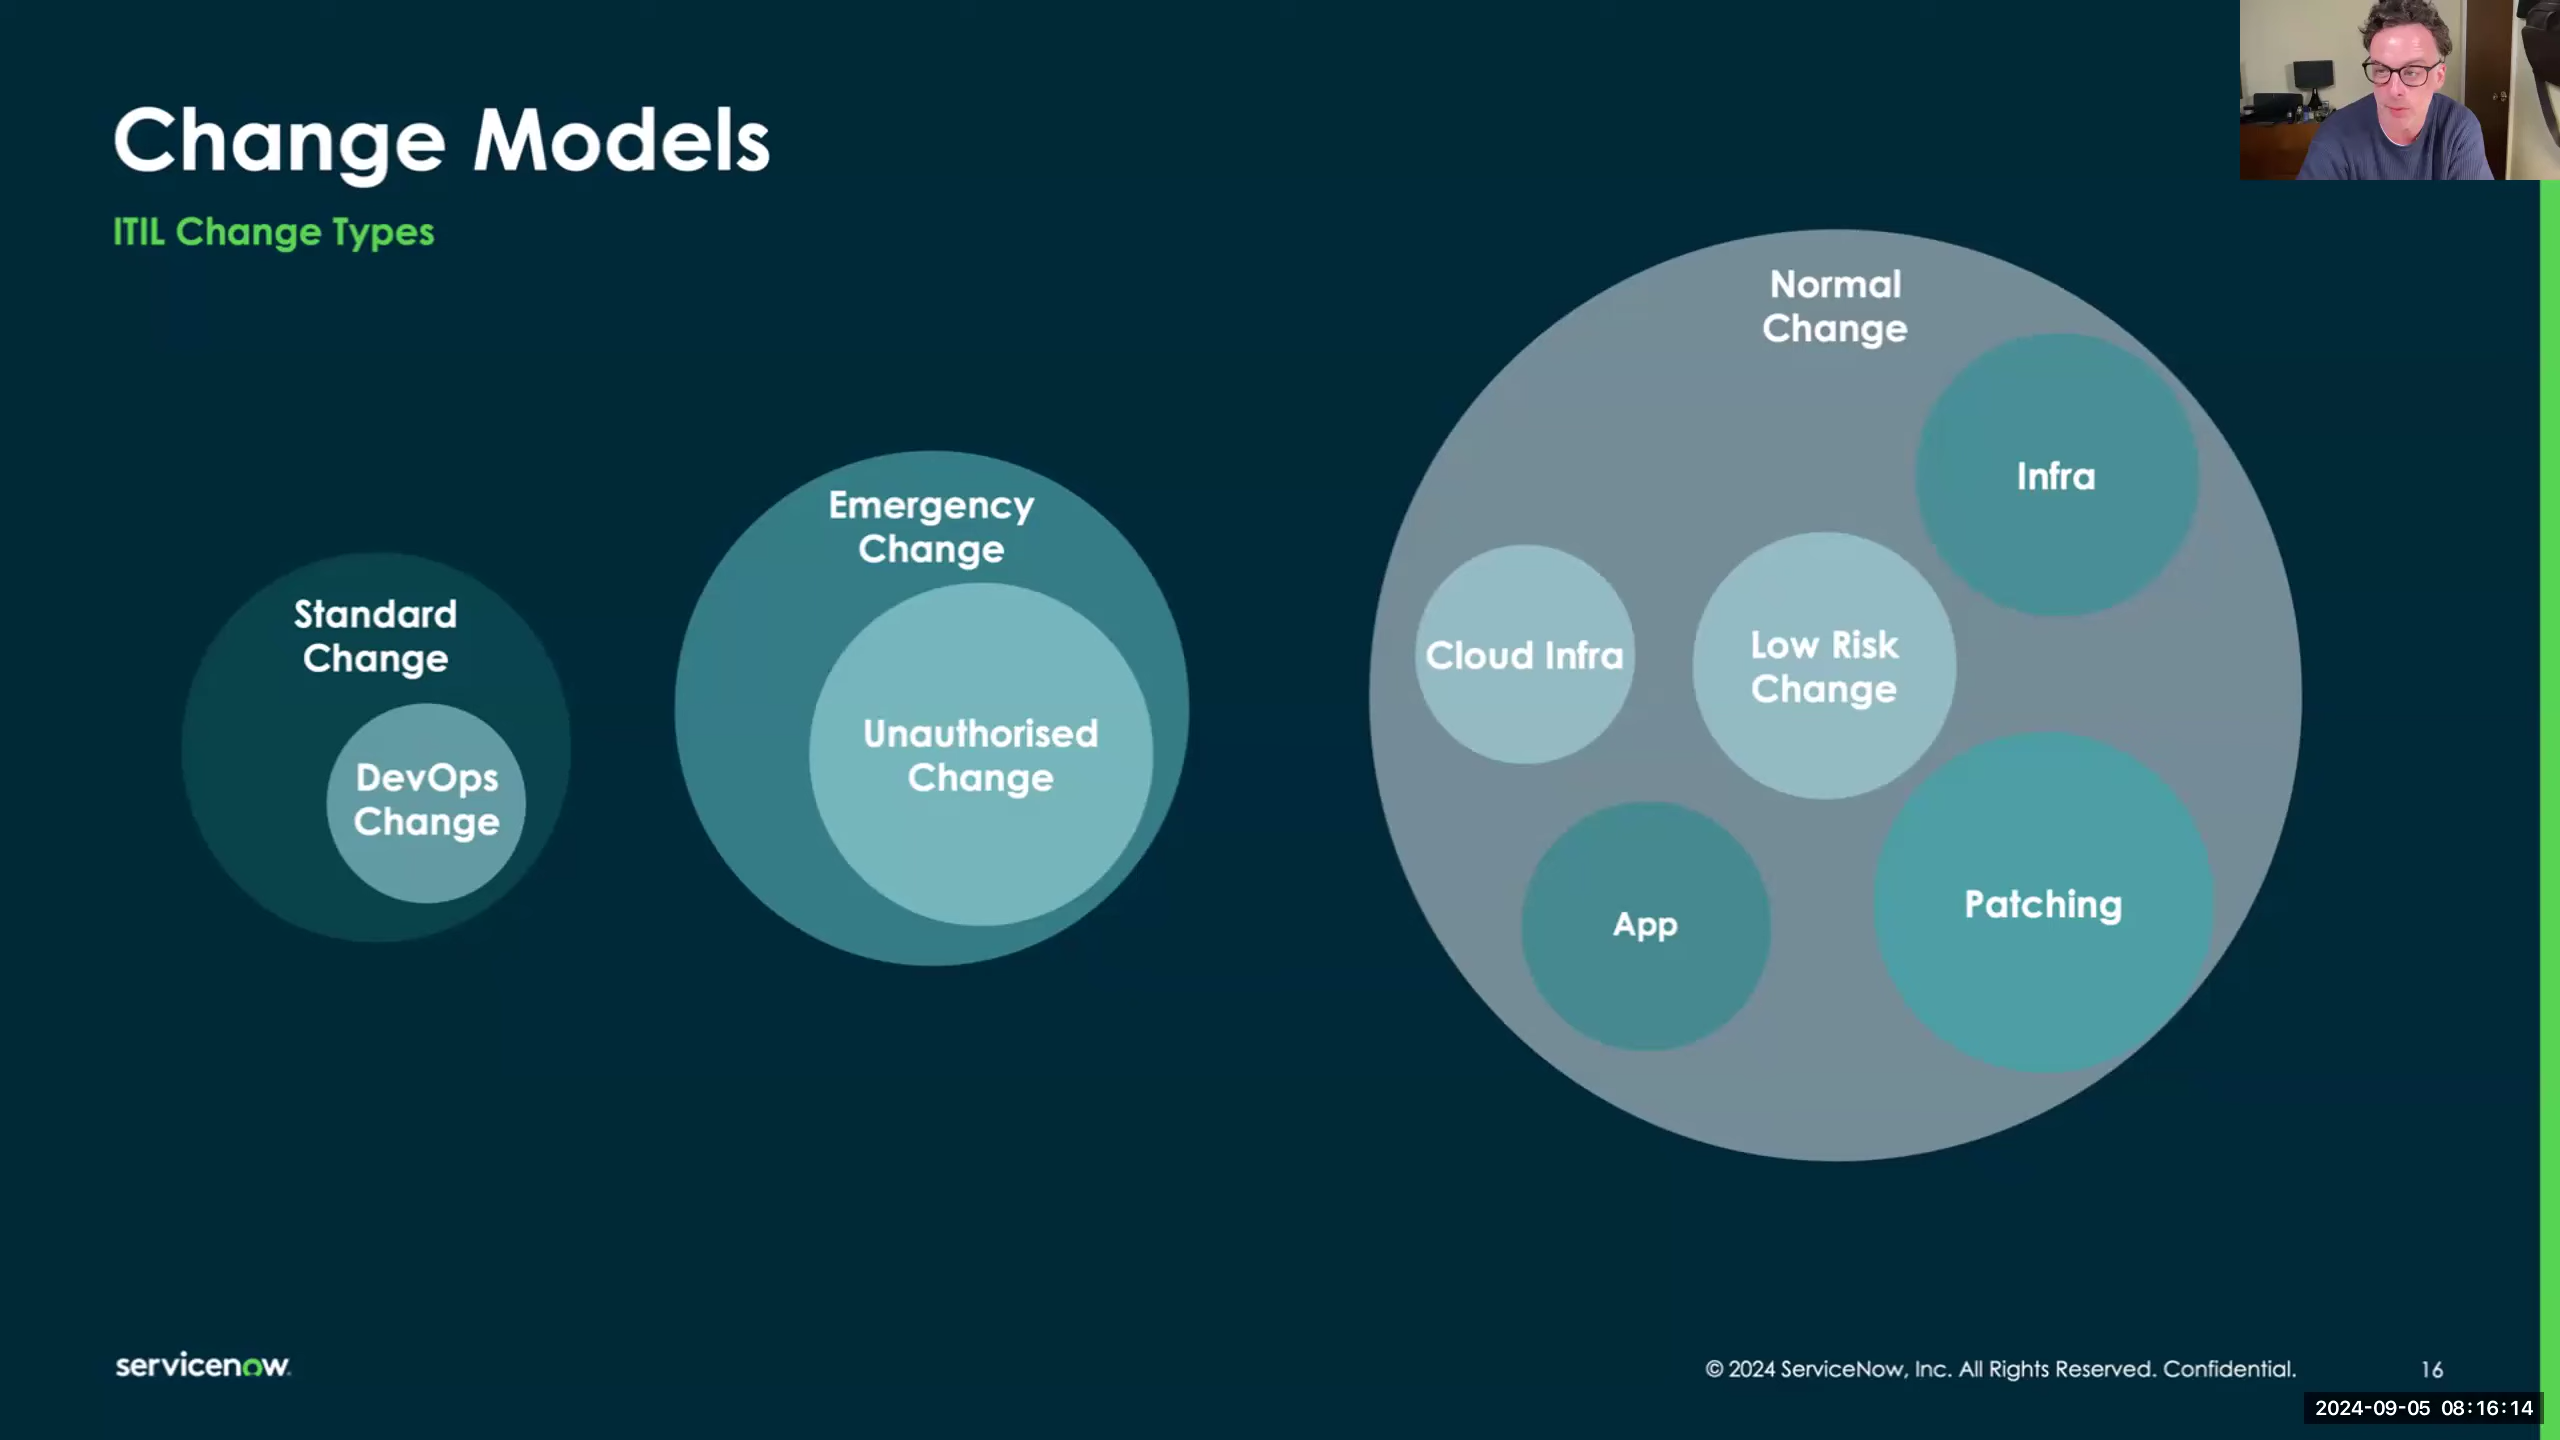 Change Models
ITIL Change Types
Standard
Change
DevOps
Change
Emergency
Change
Unauthorised
Change
Normal
Change
Infra
Cloud Infra
Low Risk
Change
App
Patching
servicenow
© 2024 ServiceNow, Inc. All Rights Reserved. Confidential.
16
2024-09-05 08:16:14